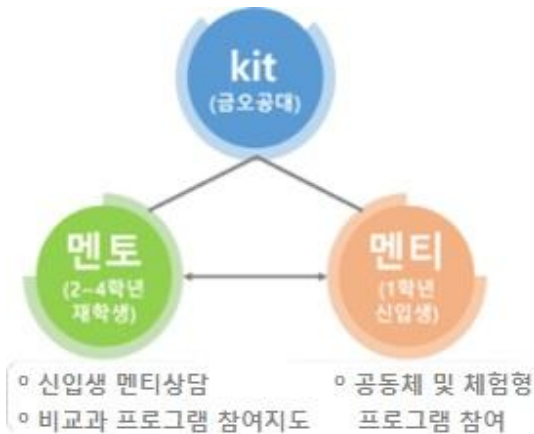 kit
(금오공대)
멘토
(2~4학년
재학생)
멘티
(1학년
신입생)
o 신입생 멘티상담
o 비교과 프로그램 참여지도
o 공동체 및 체험형
프로그램 참여